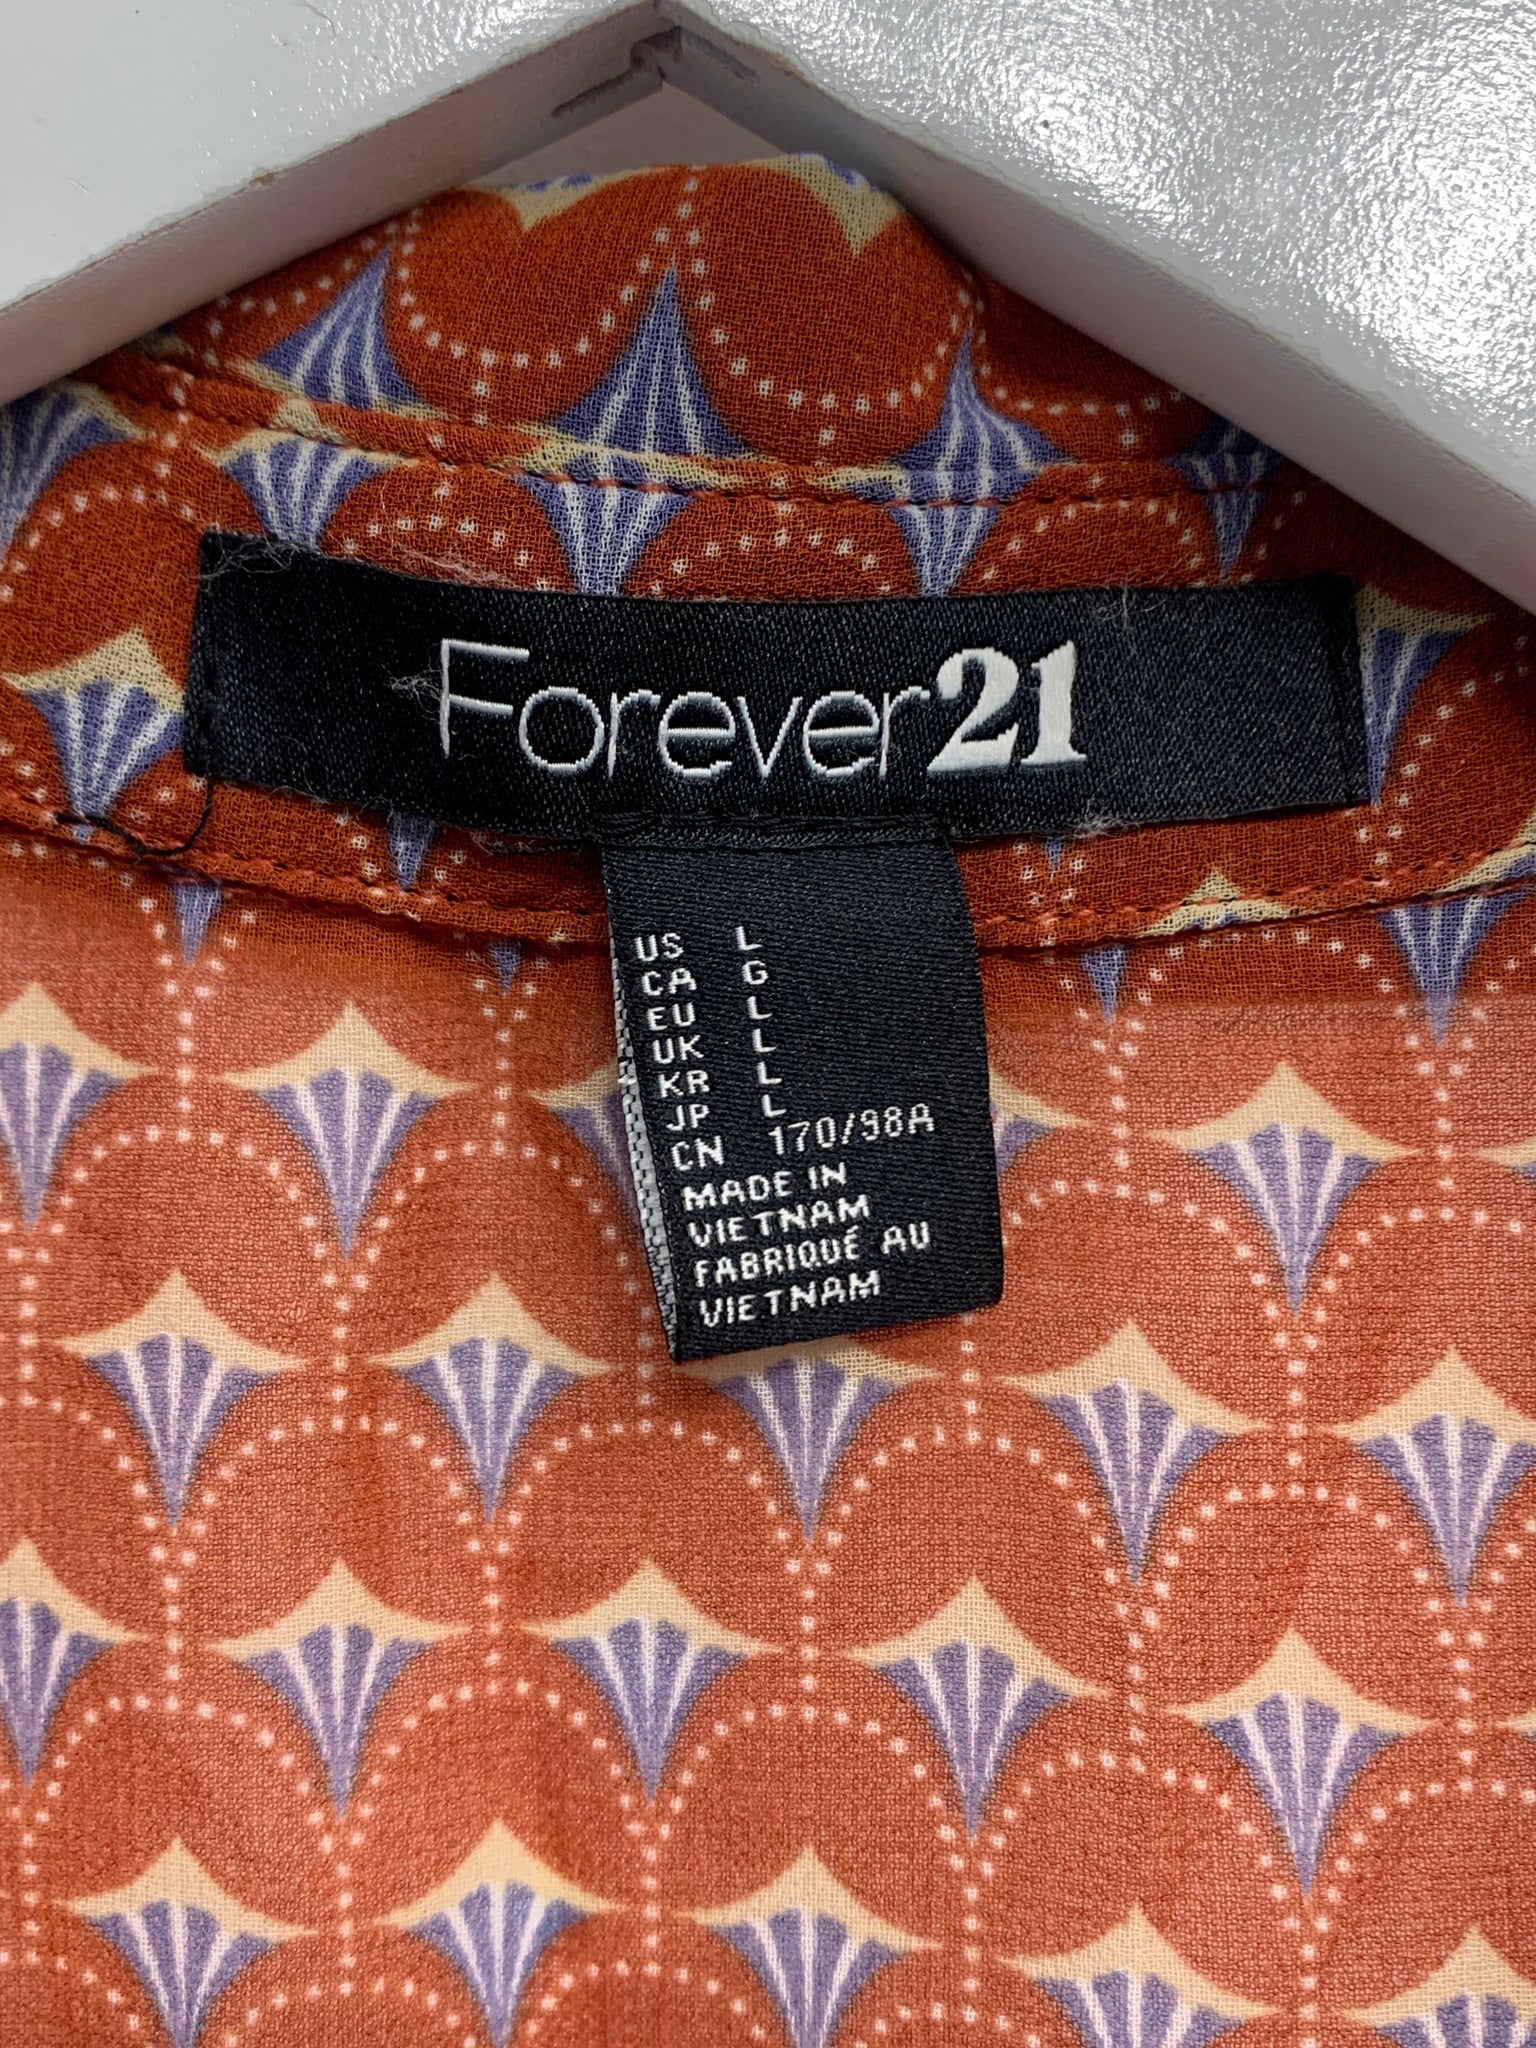 Forever21
US L
CA G
EU L
UK L
KR L
JP L
CN 170/98A
MADE IN
VIETNAM
FABRIQUÉ AU
VIETNAM